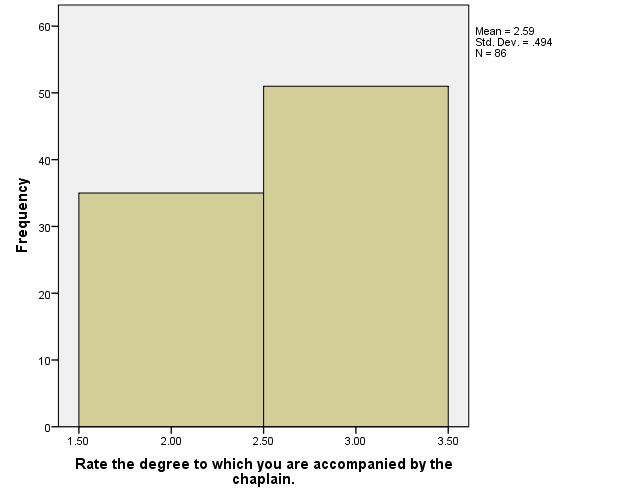 Mean = 2.59
Std. Dev. = .494
N = 86
60
50
40
30
20
10
0
Frequency
1.50 2.00 2.50 3.00 3.50
Rate the degree to which you are accompanied by the
chaplain.